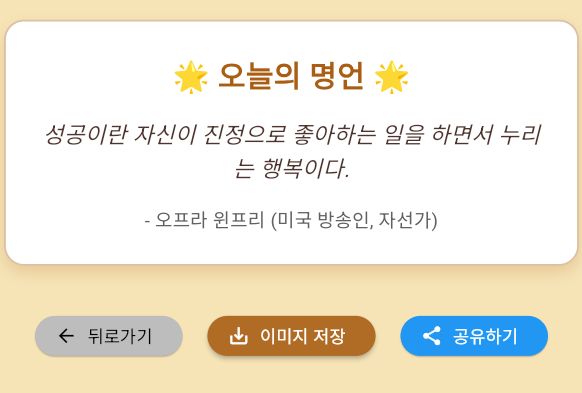 🌟 오늘의 명언 🌟
성공이란 자신이 진정으로 좋아하는 일을 하면서 누리
는 행복이다.
- 오프라 윈프리 (미국 방송인, 자선가)
뒤로가기
이미지 저장
공유하기